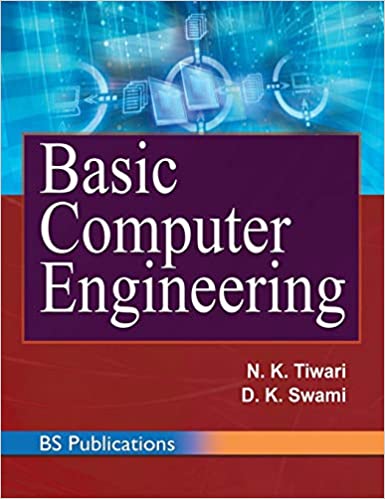 Basic
Computer
Engineering
N. K. Tiwari
D. K. Swami
BS Publications